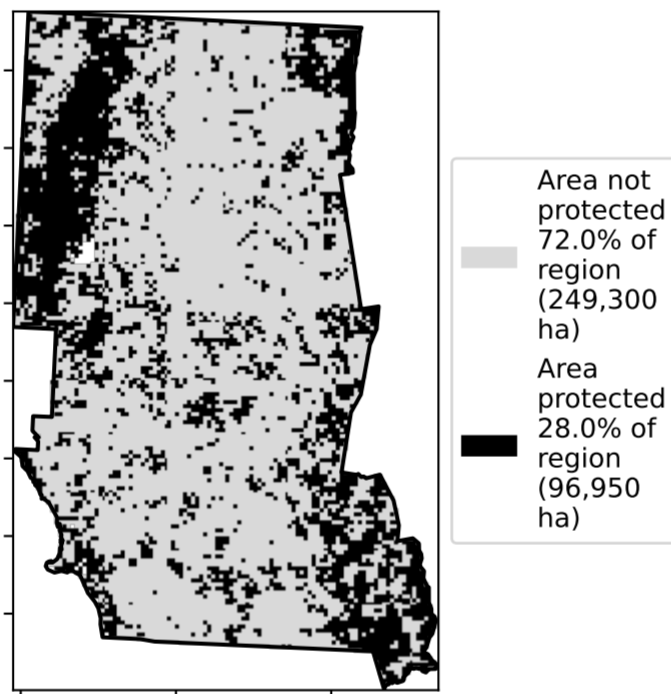 Area not
protected
72.0% of
region
(249,300
ha)
Area
protected
28.0% of
region
(96,950
ha)